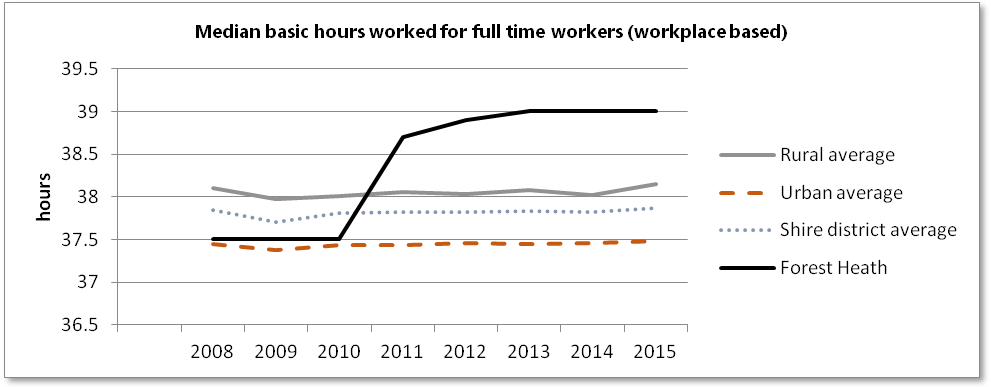 Median basic hours worked for full time workers (workplace based)
39.5
39
38.5
38
37.5
37
36.5
hours
2008 2009 2010 2011 2012 2013 2014 2015
Rural average
Urban average
Shire district average
Forest Heath